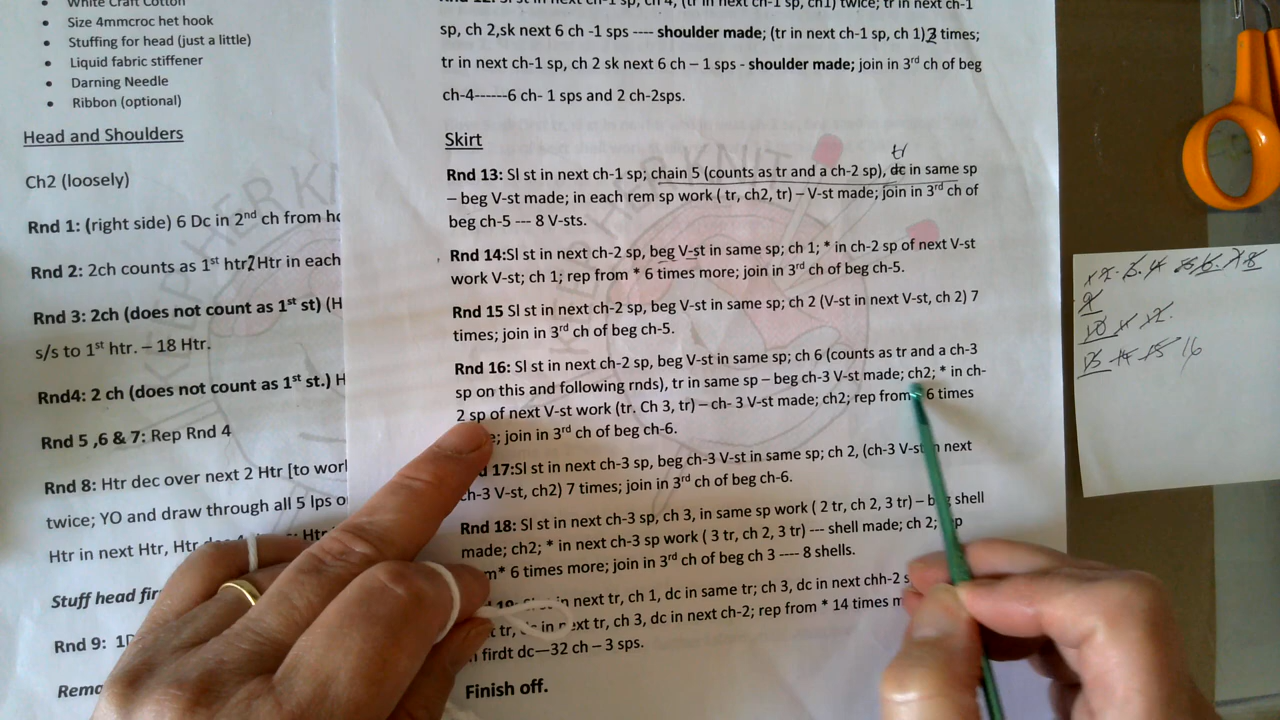 White Craft Cotton
Size 4mmcroc het hook
Stuffing for head (just a little)
Liquid fabric stiffener
Darning Needle
Ribbon (optional)
Head and Shoulders
Ch2 (loosely)
Rnd 1: (right side) 6 Dc in 2nd ch from
Rnd 2: 2ch counts as 1st htr2Htr in each
Rnd 3: 2ch (does not count as 1st st) (H
s/s to 1st htr. – 18 Htr.
Rnd4: 2 ch (does not count as 1st st.) H
Rnd 5 ,6 & 7: Rep Rnd 4
Rnd 8: Htr dec over next 2 Htr [to work
twice; YO and draw through all 5 lps
Htr in next Htr, Htr
Stuff head
Rnd 9:
sp, ch 2,sk next 6 ch -1 sps ---- shoulder made; (tr in next ch-1 sp, ch 1)3 times;
tr in next ch-1 sp, ch 2 sk next 6 ch – 1 sps - shoulder made; join in 3rd ch of beg
ch-4------6 ch- 1 sps and 2 ch-2sps.
Skirt
tr
Rnd 13: Sl st in next ch-1 sp; chain 5 (counts as tr and a ch-2 sp), dc in same sp
– beg V-st made; in each rem sp work ( tr, ch2, tr) – V-st made; join in 3rd ch of
beg ch-5 --- 8 V-sts.
Rnd 14:Sl st in next ch-2 sp, beg V-st in same sp; ch 1; * in ch-2 sp of next V-st
work V-st; ch 1; rep from * 6 times more; join in 3rd ch of beg ch-5.
Rnd 15 Sl st in next ch-2 sp, beg V-st in same sp; ch 2 (V-st in next V-st, ch 2) 7
times; join in 3rd ch of beg ch-5.
Rnd 16: Sl st in next ch-2 sp, beg V-st in same sp; ch 6 (counts as tr and a ch-3
sp on this and following rnds), tr in same sp – beg ch-3 V-st made; ch2; * in ch-
2 sp of next V-st work (tr. Ch 3, tr) – ch- 3 V-st made; ch2; rep from 6 times
join in 3rd ch of beg ch-6.
17:Sl st in next ch-3 sp, beg ch-3 V-st in same sp; ch 2, (ch-3 V-st in next
ch-3 V-st, ch2) 7 times; join in 3rd ch of beg ch-6.
Rnd 18: Sl st in next ch-3 sp, ch 3, in same sp work ( 2 tr, ch 2, 3 tr) – beg shell
made; ch2; * in next ch-3 sp work ( 3 tr, ch 2, 3 tr) --- shell made; ch 2;
* 6 times more; join in 3rd ch of beg ch 3 ---- 8 shells.
in next tr, ch 1, dc in same tr; ch 3, dc in next chh-2
tr, dc in next tr, ch 3, dc in next ch-2; rep from * 14 times
firdt dc—32 ch – 3 sps.
Finish off.
16